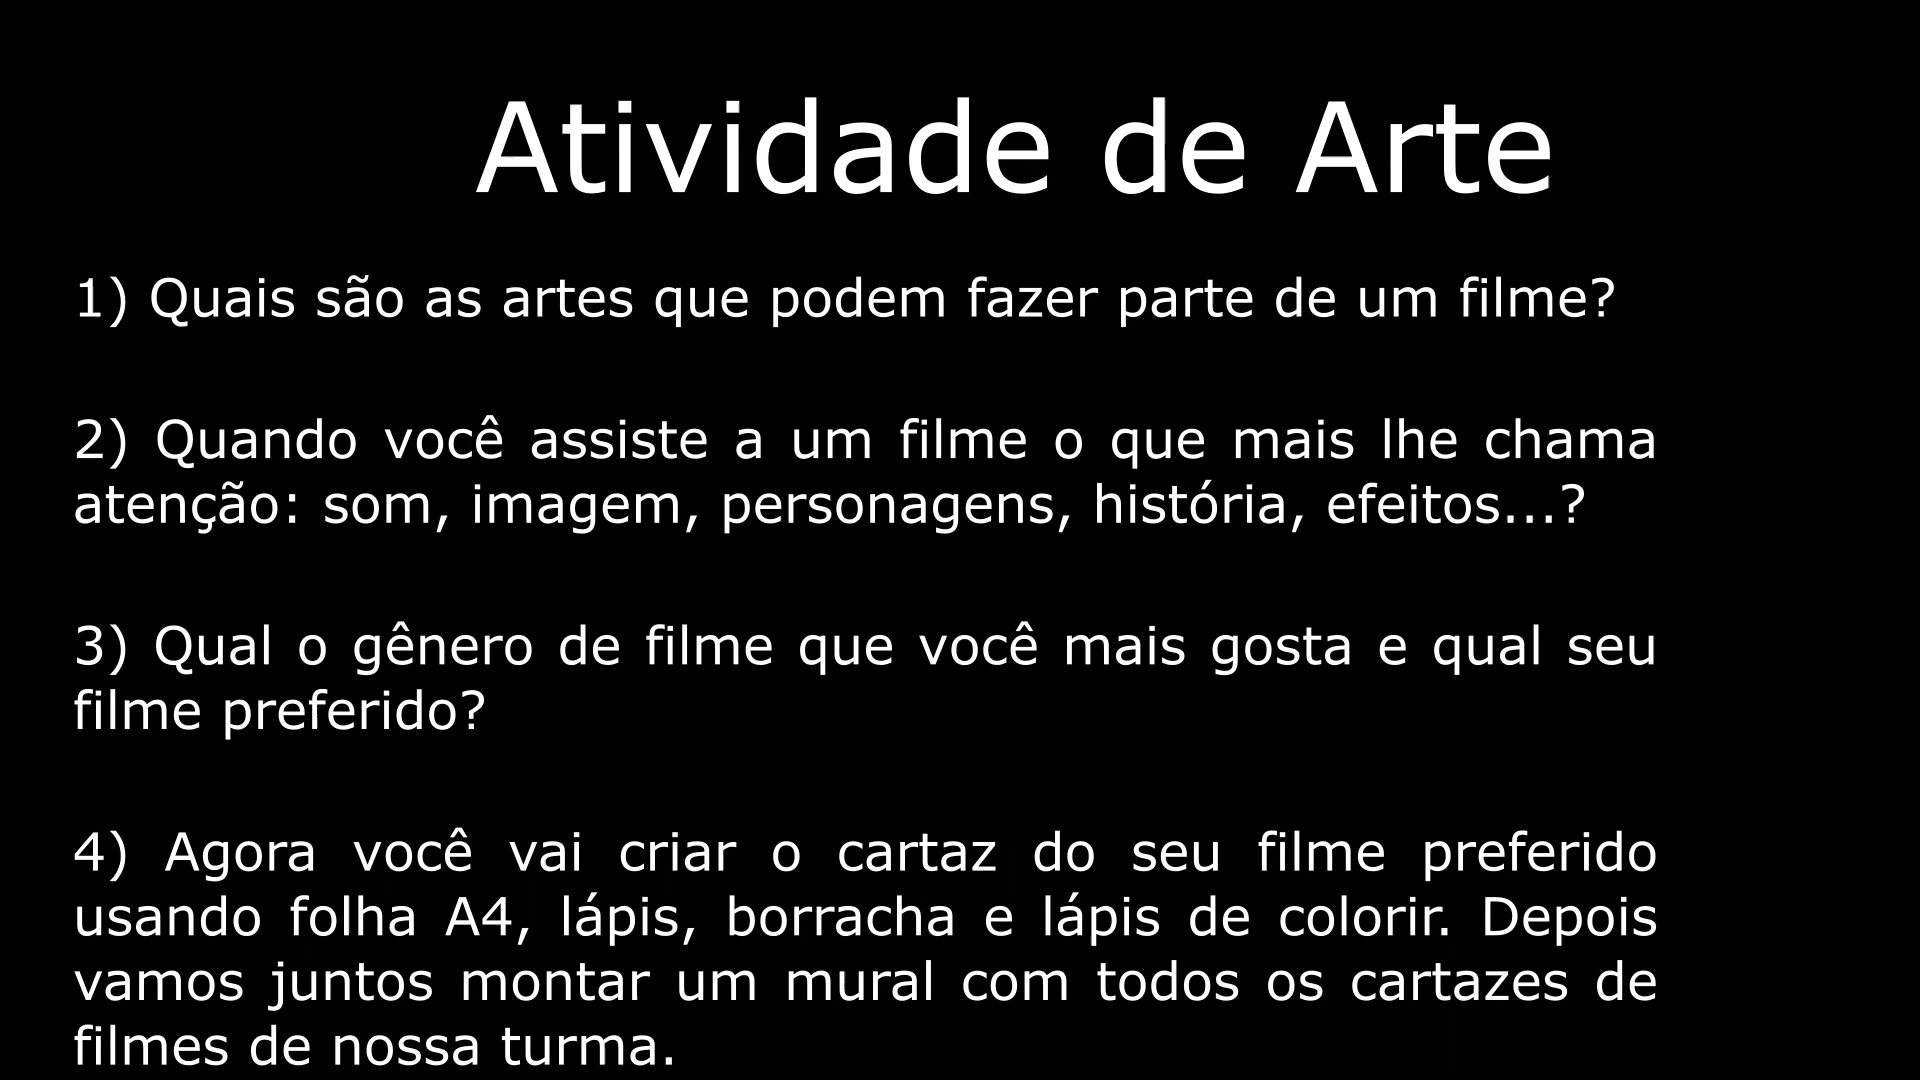 Atividade de Arte
1) Quais são as artes que podem fazer parte de um filme?
2) Quando você assiste a um filme o que mais lhe chama
atenção: som, imagem, personagens, história, efeitos...?
3) Qual o gênero de filme que você mais gosta e qual seu
filme preferido?
4) Agora você vai criar o cartaz do seu filme preferido
usando folha A4, lápis, borracha e lápis de colorir. Depois
vamos juntos montar um mural com todos os cartazes de
filmes de nossa turma.